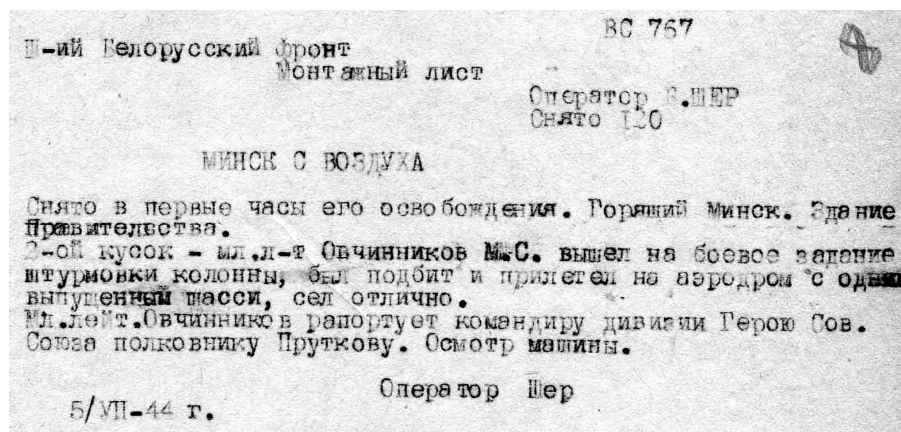 ВС 767
Ш-ий Белорусский Фронт
Монтажный лист
Оператор В.ШЕР
Снято 120
МИНСК С ВОЗДУХА
Снято в первые часы его освобождения. Горящий Минск. Здание
Правительства.
2-ой кусок - мл.л-т Овчинников М.С. вышел на боевое задание
штурмовки колонны, был подбит и прилетел на аэродром с одним
выпущенным шасси, сел отлично.
Мл.лейт.Овчинников рапортует командиру дивизии Герою Сов.
Союза полковнику Пруткову. Осмотр машины.
Оператор Шер
5/УП-44 г.